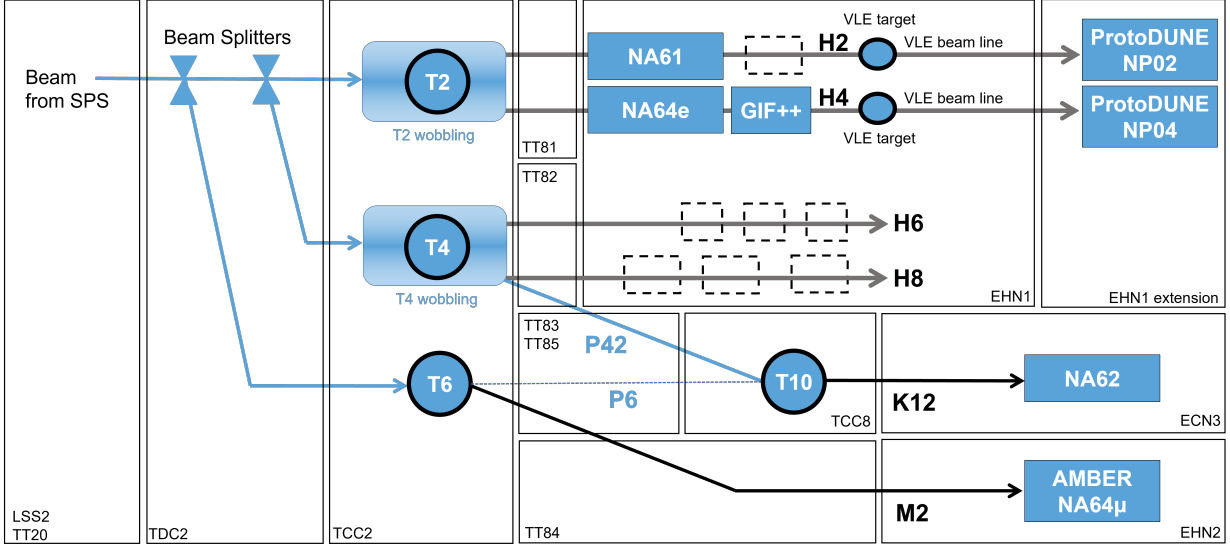 Beam Splitters
Beam
from SPS
T2
T2 wobbling
T4
T4 wobbling
T6
LSS2
TT20
TDC2
TCC2
TT81
TT82
NA61
H2
VLE target
VLE beam line
ProtoDUNE
NP02
NA64e
GIF++
H4
VLE beam line
VLE target
ProtoDUNE
NP04
H6
H8
EHN1
EHN1 extension
TT83
TT85
P42
P6
T10
TCC8
K12
NA62
ECN3
TT84
M2
AMBER
NA64μ
EHN2